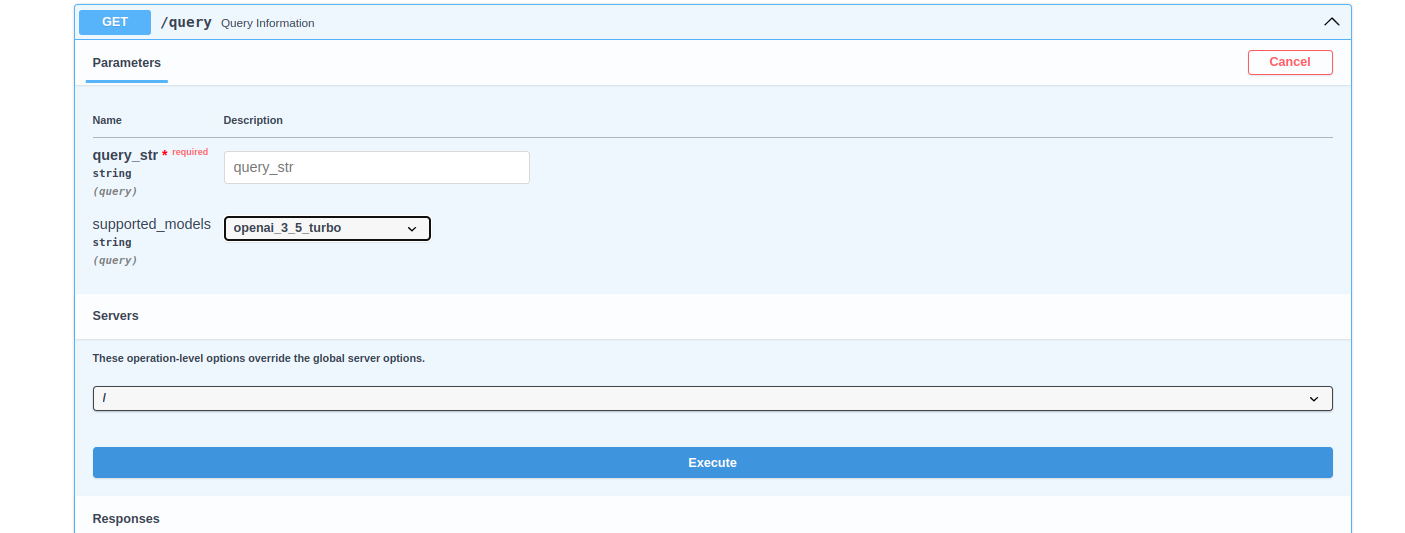 GET /query Query Information
Parameters
Cancel
Name Description
query_str * required
string
(query)
query_str
supported_models
string
(query)
openai_3_5_turbo
Servers
These operation-level options override the global server options.
/
Execute
Responses